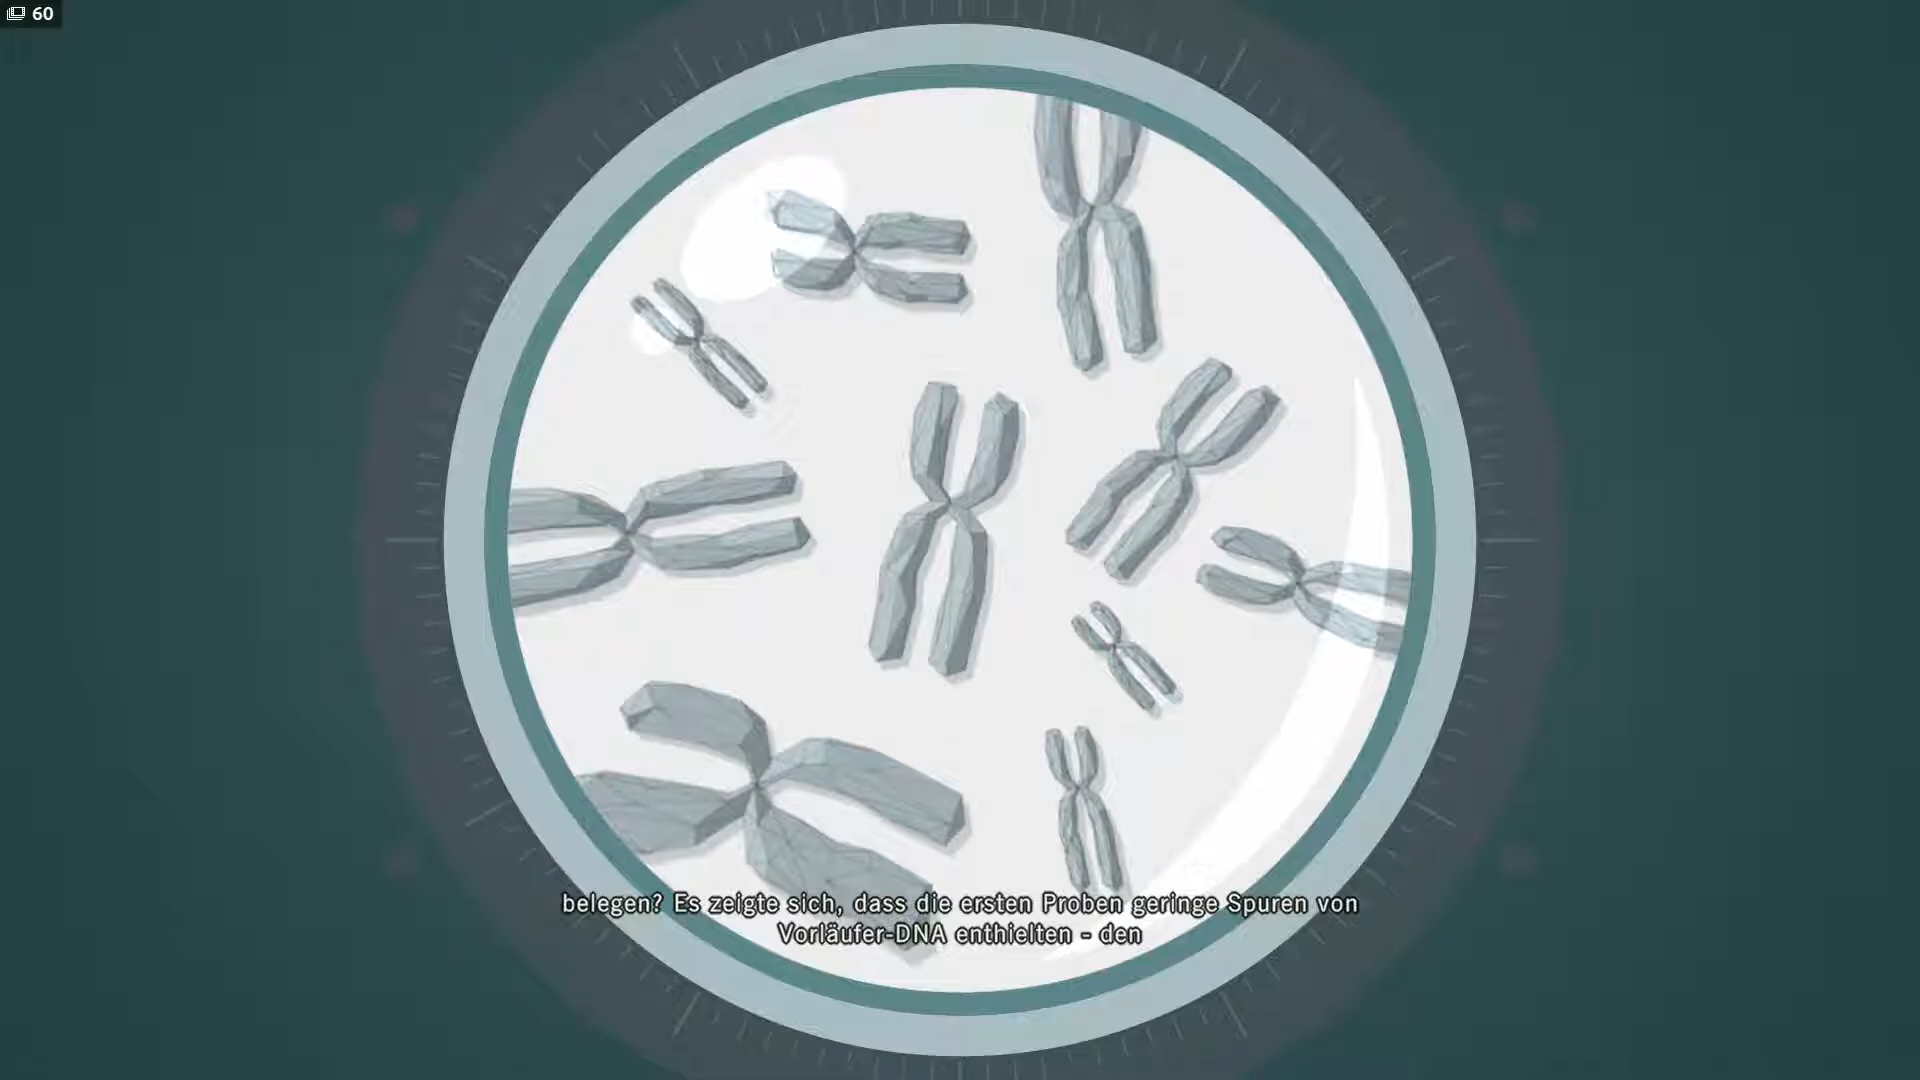 60
belegen? Es zeigte sich, dass die ersten Proben geringe Spuren von
Vorläufer-DNA enthielten - den